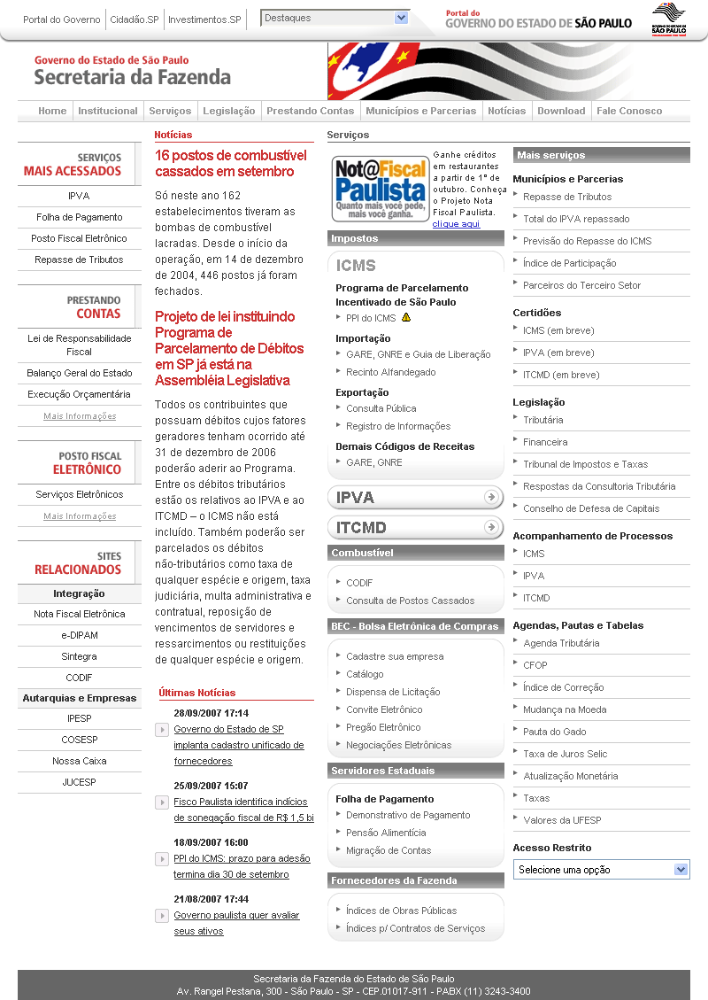 Portal do Governo
Cidadão.SP
Investimentos.SP
Destaques
Portal do
GOVERNO DO ESTADO DE SÃO PAULO
GOVERNO DO ESTADO DE
SÃO PAULO
Governo do Estado de São Paulo
Secretaria da Fazenda
Home
Institucional
Serviços
Legislação
Prestando Contas
Municípios e Parcerias
Notícias
Download
Fale Conosco
SERVIÇOS
MAIS ACESSADOS
IPVA
Folha de Pagamento
Posto Fiscal Eletrônico
Repasse de Tributos
PRESTANDO
CONTAS
Lei de Responsabilidade
Fiscal
Balanço Geral do Estado
Execução Orçamentária
Mais Informações
POSTO FISCAL
ELETRÔNICO
Serviços Eletrônicos
Mais Informações
SITES
RELACIONADOS
Integração
Nota Fiscal Eletrônica
e-DIPAM
Sintegra
CODIF
Autarquias e Empresas
IPESP
COSESP
Nossa Caixa
JUCESP
Notícias
16 postos de combustível
cassados em setembro
Só neste ano 162
estabelecimentos tiveram as
bombas de combustível
lacradas. Desde o início da
operação, em 14 de dezembro
de 2004, 446 postos já foram
fechados.
Projeto de lei instituindo
Programa de
Parcelamento de Débitos
em SP já está na
Assembléia Legislativa
Todos os contribuintes que
possuam débitos cujos fatores
geradores tenham ocorrido até
31 de dezembro de 2006
poderão aderir ao Programa.
Entre os débitos tributários
estão os relativos ao IPVA e ao
ITCMD – o ICMS não está
incluído. Também poderão ser
parcelados os débitos
não-tributários como taxa de
qualquer espécie e origem, taxa
judiciária, multa administrativa e
contratual, reposição de
vencimentos de servidores e
ressarcimentos ou restituições
de qualquer espécie e origem.
Últimas Notícias
28/09/2007 17:14
Governo do Estado de SP
implanta cadastro unificado de
fornecedores
25/09/2007 15:07
Fisco Paulista identifica indícios
de sonegação fiscal de R$ 1,5 bi
18/09/2007 16:00
PPI do ICMS: prazo para adesão
termina dia 30 de setembro
21/08/2007 17:44
Governo paulista quer avaliar
seus ativos
Serviços
Not@Fiscal
Paulista
Quanto mais você pede,
mais você ganha.
Ganhe créditos
em restaurantes
a partir de 1º de
outubro. Conheça
o Projeto Nota
Fiscal Paulista.
clique aqui
Impostos
ICMS
Programa de Parcelamento
Incentivado de São Paulo
PPI do ICMS
Importação
GARE, GNRE e Guia de Liberação
Recinto Alfandegado
Exportação
Consulta Pública
Registro de Informações
Demais Códigos de Receitas
GARE, GNRE
IPVA
ITCMD
Combustível
CODIF
Consulta de Postos Cassados
BEC - Bolsa Eletrônica de Compras
Cadastre sua empresa
Catálogo
Dispensa de Licitação
Convite Eletrônico
Pregão Eletrônico
Negociações Eletrônicas
Servidores Estaduais
Folha de Pagamento
Demonstrativo de Pagamento
Pensão Alimentícia
Migração de Contas
Fornecedores da Fazenda
Índices de Obras Públicas
Índices p/ Contratos de Serviços
Mais serviços
Municípios e Parcerias
Repasse de Tributos
Total do IPVA repassado
Previsão do Repasse do ICMS
Índice de Participação
Parceiros do Terceiro Setor
Certidões
ICMS (em breve)
IPVA (em breve)
ITCMD (em breve)
Legislação
Tributária
Financeira
Tribunal de Impostos e Taxas
Respostas da Consultoria Tributária
Conselho de Defesa de Capitais
Acompanhamento de Processos
ICMS
IPVA
ITCMD
Agendas, Pautas e Tabelas
Agenda Tributária
CFOP
Índice de Correção
Mudança na Moeda
Pauta do Gado
Taxa de Juros Selic
Atualização Monetária
Taxas
Valores da UFESP
Acesso Restrito
Selecione uma opção
Secretaria da Fazenda do Estado de São Paulo
Av. Rangel Pestana, 300 - São Paulo - SP - CEP.01017-911 - PABX (11) 3243-3400